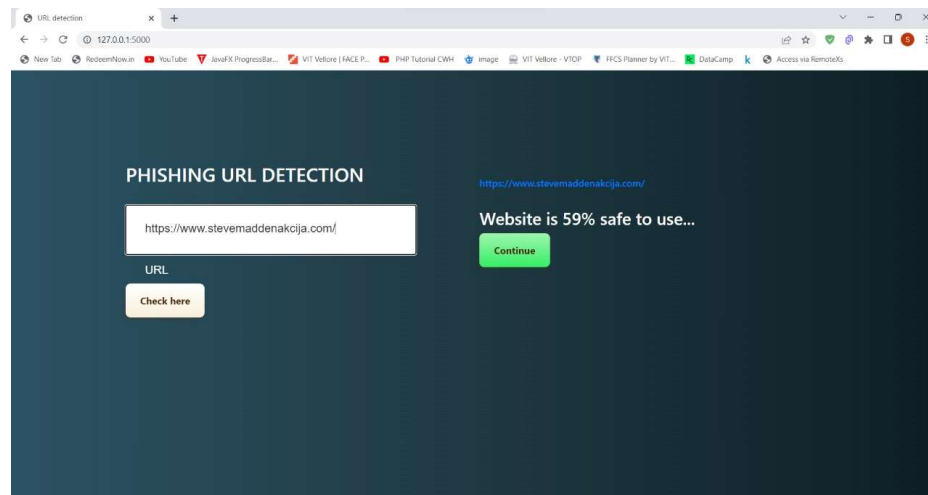 URL detection
127.0.0.1:5000
New Tab RedeemNow.in YouTube JavaFX ProgressBar... VIT Vellore | FACE P... PHP Tutorial CWH image VIT Vellore - VTOP FFCS Planner by VIT... DataCamp Access via RemoteXs
PHISHING URL DETECTION
https://www.stevemaddenakcija.com/
URL
Check here
https://www.stevemaddenakcija.com/
Website is 59% safe to use...
Continue